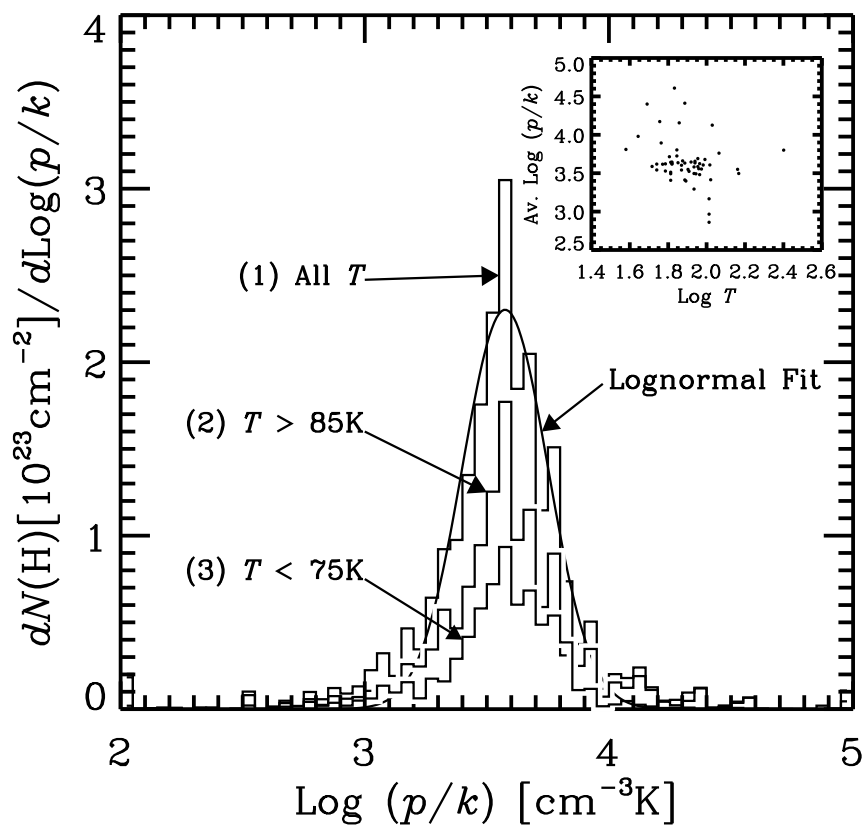 4
3
2
1
0
2
3
4
5
dN(H)[10²³cm⁻²]/dLog(p/k)
Log (p/k) [cm⁻³K]
(1) All T
(2) T > 85K
(3) T < 75K
Lognormal Fit
5.0
4.5
4.0
3.5
3.0
2.5
Av. Log (p/k)
1.4 1.6 1.8 2.0 2.2 2.4 2.6
Log T